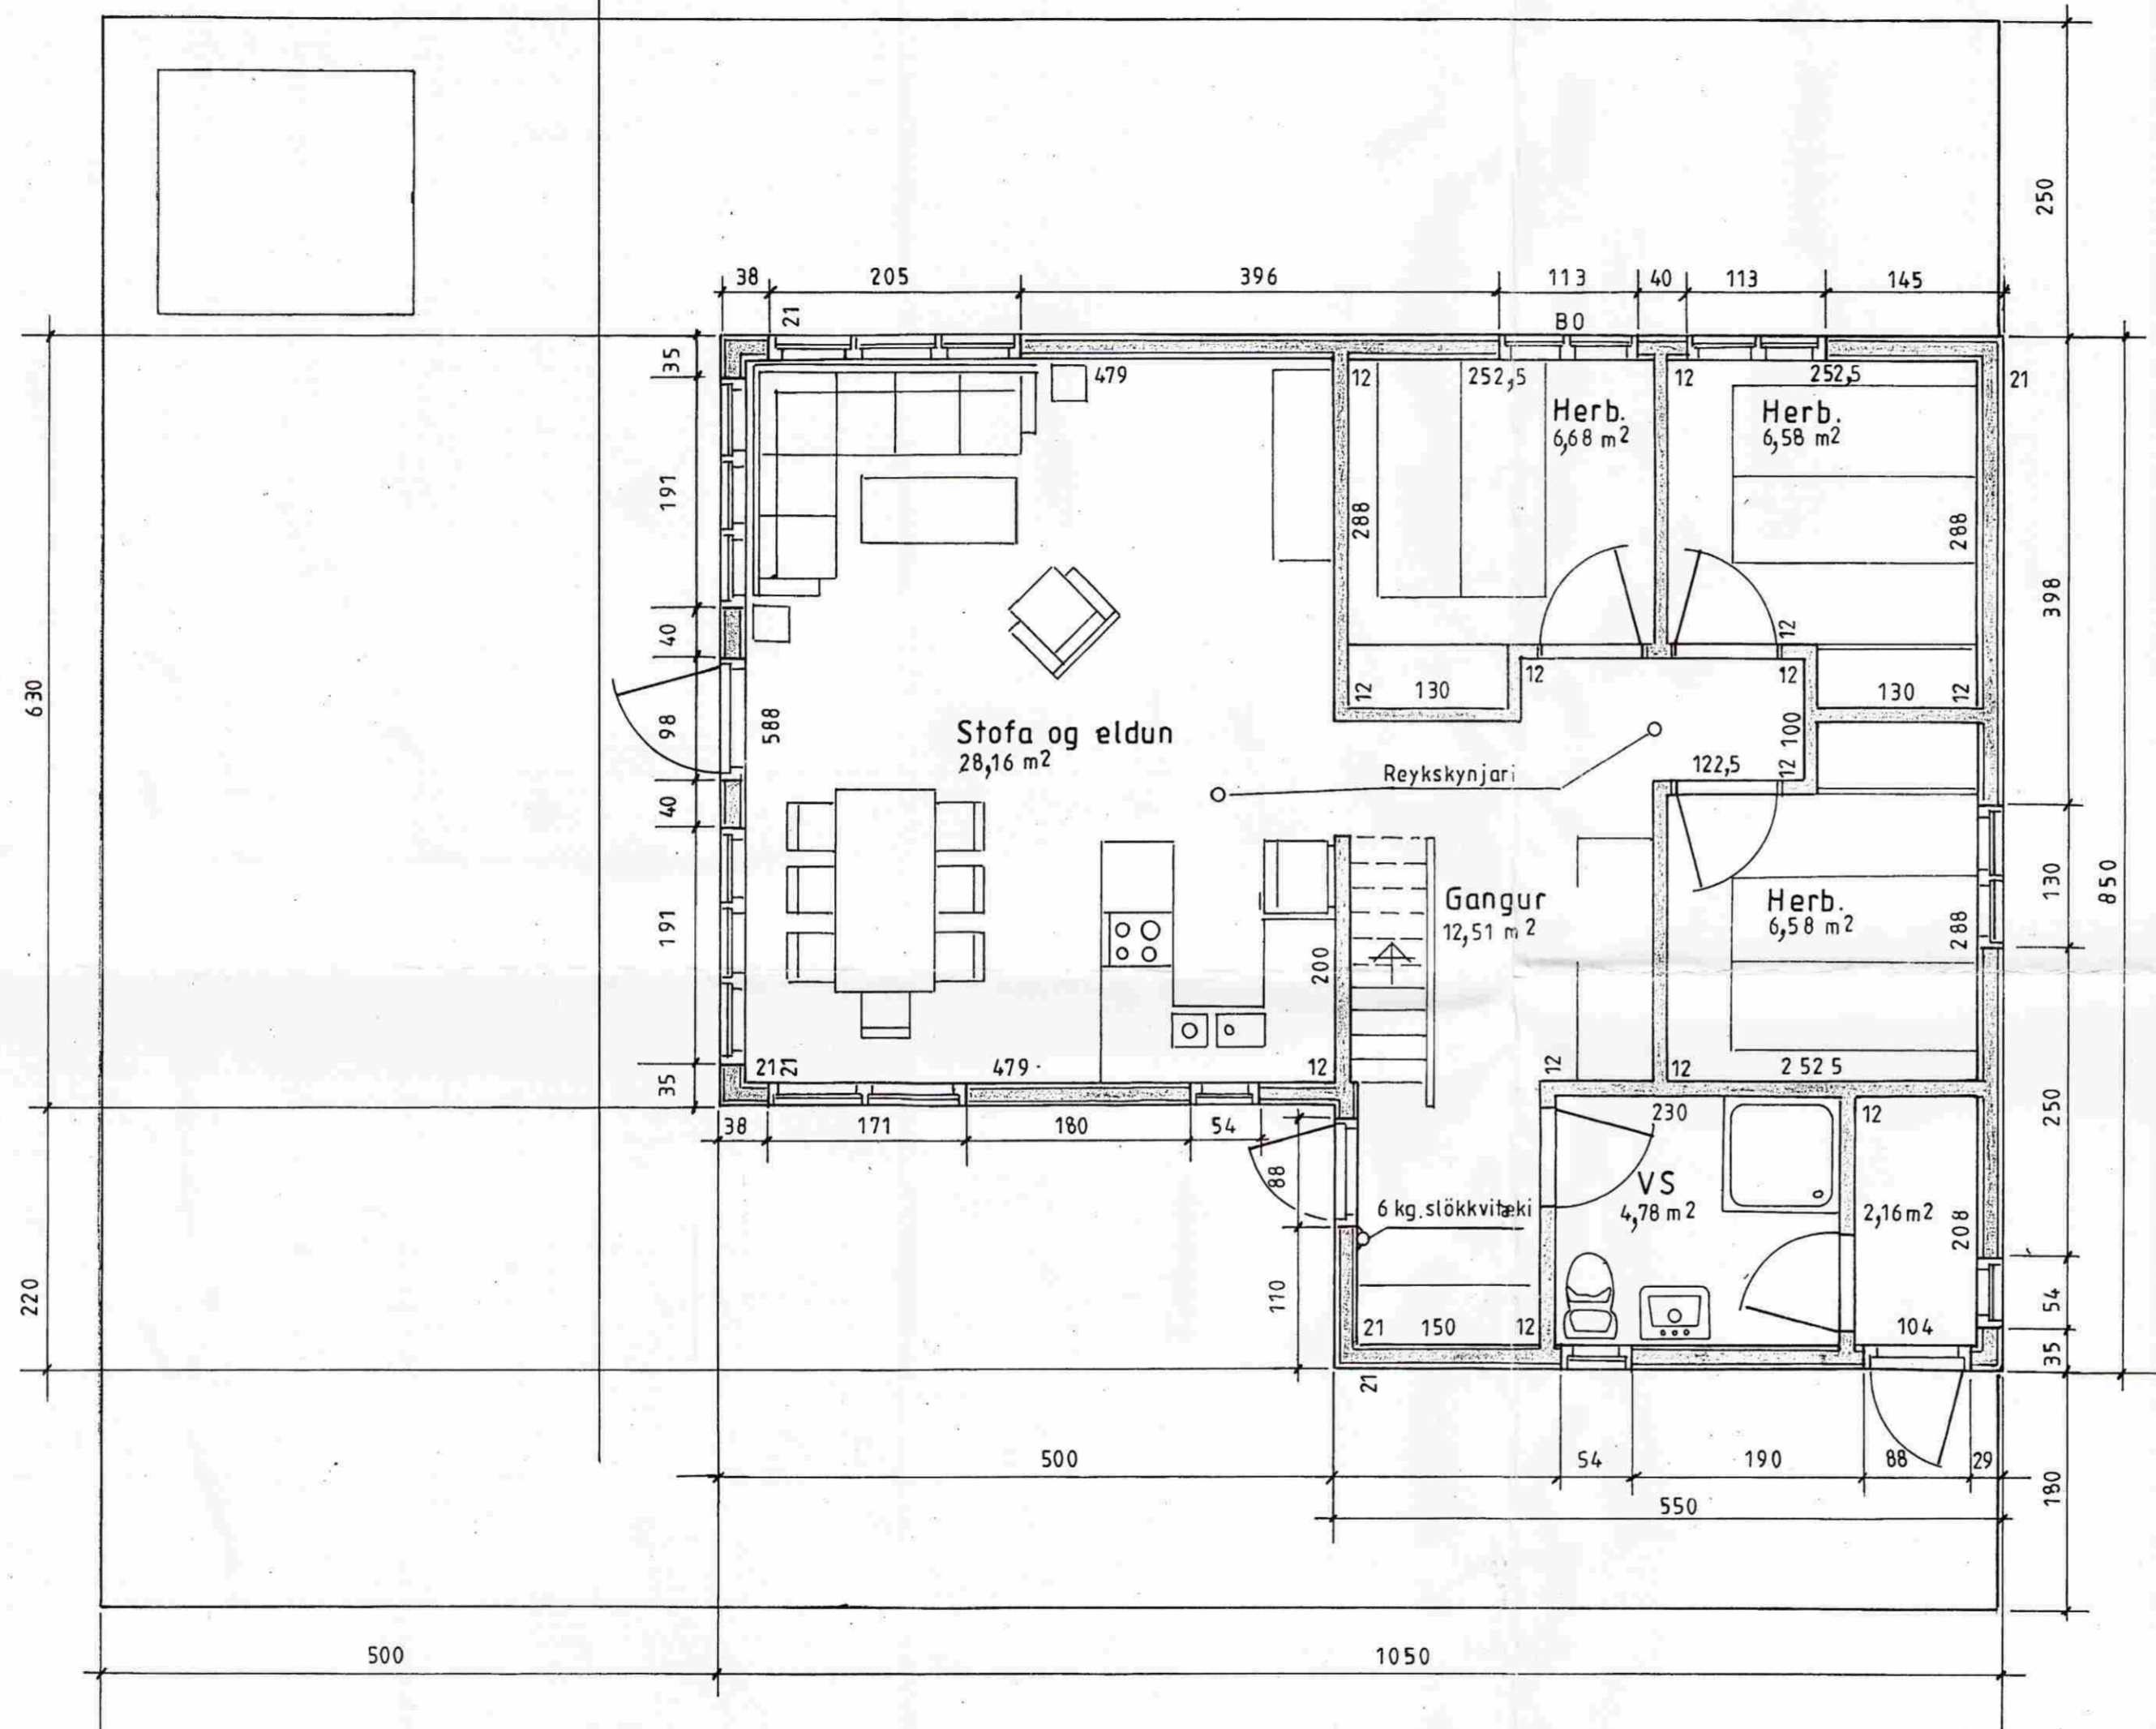 250
38 205 396 113 40 113 145
21
BO
35
479
12
252,5
12
252,5
21
Herb.
6,68 m2
Herb.
6,58 m2
191
288
288
398
40
12
12
130
12
12
130
12
630
98
588
Stofa og eldun
28,16 m2
100
122,5
12
Reykskynjari
40
130
850
Gangur
12,51 m2
Herb.
6,58 m2
288
191
200
21
21
479
12
12
12
252 5
35
38 171 180 54
230
12
250
88
VS
4,78 m2
2,16 m2
208
6 kg. slökkvitæki
220
110
21 150 12
104
54
35
21
500
54 190 88 29
180
550
500
1050